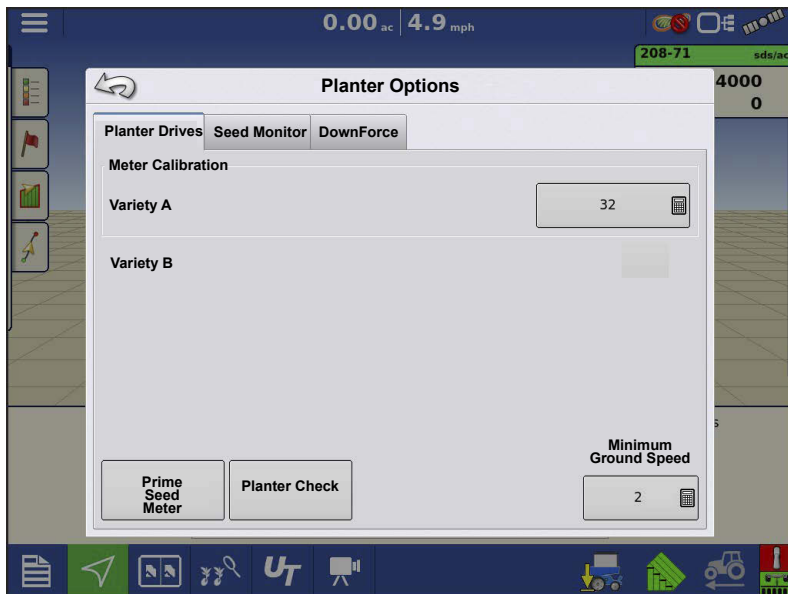 0.00 ac 4.9 mph
208-71 sds/ac
Planter Options
4000
0
Planter Drives Seed Monitor DownForce
Meter Calibration
Variety A 32
Variety B
s
Minimum
Ground Speed
Prime
Seed
Meter
Planter Check
2
UT